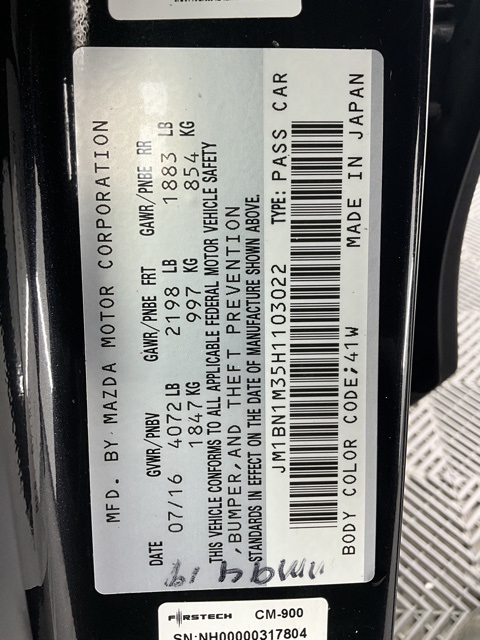 MFD. BY MAZDA MOTOR CORPORATION
DATE GVWR/PNBV GAWR/PNBE FRT GAWR/PNBE RR
07/16 4072 LB 2198 LB 1883 LB
1847 KG 997 KG 854 KG
THIS VEHICLE CONFORMS TO ALL APPLICABLE FEDERAL MOTOR VEHICLE SAFETY
,BUMPER, AND THEFT PREVENTION
STANDARDS IN EFFECT ON THE DATE OF MANUFACTURE SHOWN ABOVE.
JM1BN1M35H1103022 TYPE: PASS CAR
BODY COLOR CODE;41W MADE IN JAPAN
FIRSTECH CM-900
SN:NH00000317804